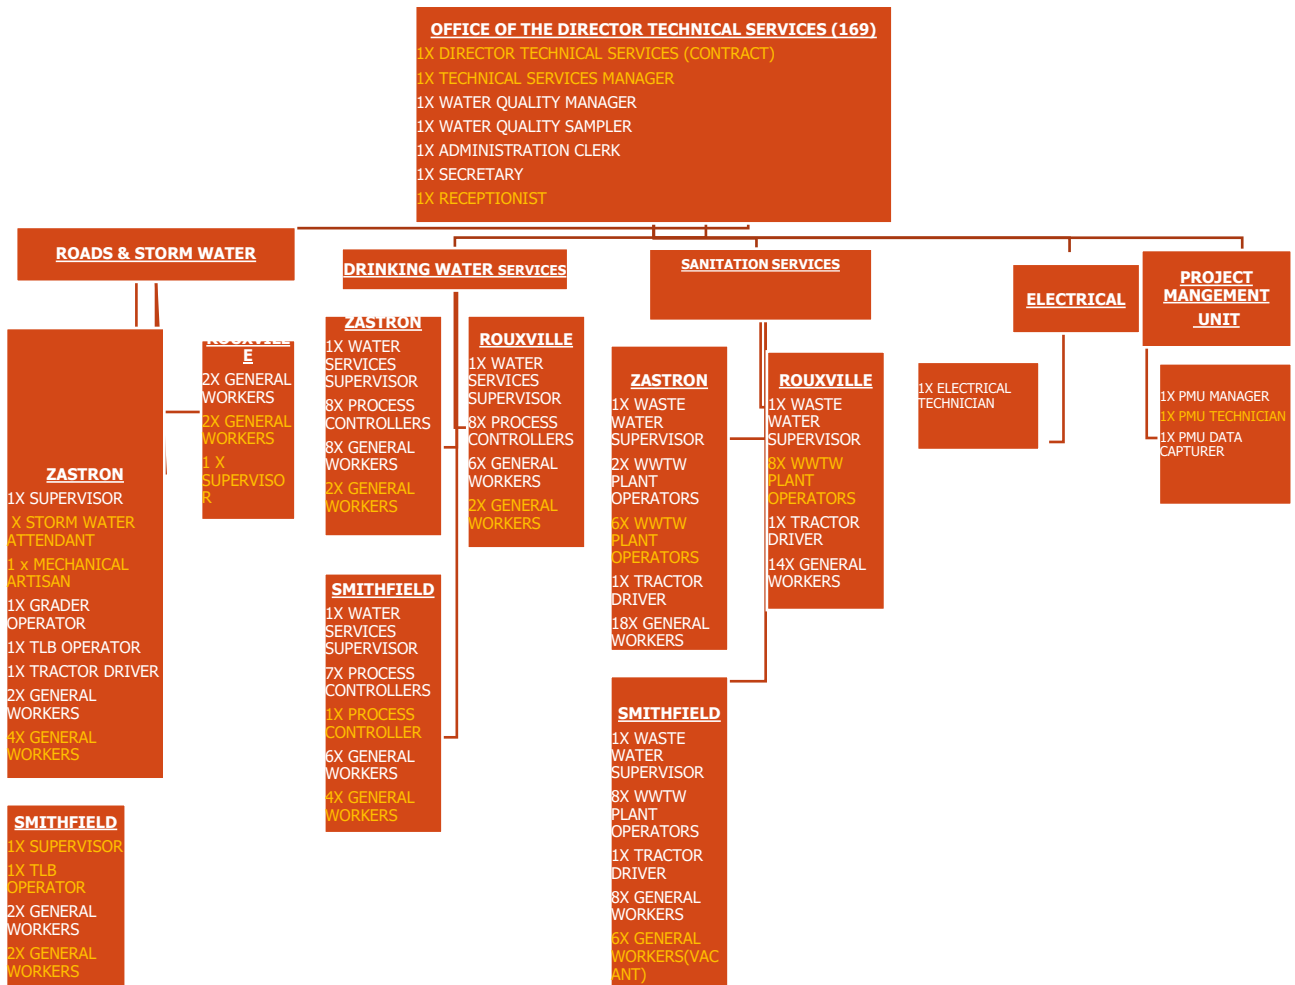 OFFICE OF THE DIRECTOR TECHNICAL SERVICES (169)
1X DIRECTOR TECHNICAL SERVICES (CONTRACT)
1X TECHNICAL SERVICES MANAGER
1X WATER QUALITY MANAGER
1X WATER QUALITY SAMPLER
1X ADMINISTRATION CLERK
1X SECRETARY
1X RECEPTIONIST
ROADS & STORM WATER
ZASTRON
1X SUPERVISOR
X STORM WATER
ATTENDANT
1 x MECHANICAL
ARTISAN
1X GRADER
OPERATOR
1X TLB OPERATOR
1X TRACTOR DRIVER
2X GENERAL
WORKERS
4X GENERAL
WORKERS
ROUXVILL
E
2X GENERAL
WORKERS
2X GENERAL
WORKERS
1 X
SUPERVISO
R
SMITHFIELD
1X SUPERVISOR
1X TLB
OPERATOR
2X GENERAL
WORKERS
2X GENERAL
WORKERS
DRINKING WATER SERVICES
ZASTRON
1X WATER
SERVICES
SUPERVISOR
8X PROCESS
CONTROLLERS
8X GENERAL
WORKERS
2X GENERAL
WORKERS
ROUXVILLE
1X WATER
SERVICES
SUPERVISOR
8X PROCESS
CONTROLLERS
6X GENERAL
WORKERS
2X GENERAL
WORKERS
SMITHFIELD
1X WATER
SERVICES
SUPERVISOR
7X PROCESS
CONTROLLERS
1X PROCESS
CONTROLLER
6X GENERAL
WORKERS
4X GENERAL
WORKERS
SANITATION SERVICES
ZASTRON
1X WASTE
WATER
SUPERVISOR
2X WWTW
PLANT
OPERATORS
6X WWTW
PLANT
OPERATORS
1X TRACTOR
DRIVER
18X GENERAL
WORKERS
ROUXVILLE
1X WASTE
WATER
SUPERVISOR
8X WWTW
PLANT
OPERATORS
1X TRACTOR
DRIVER
14X GENERAL
WORKERS
SMITHFIELD
1X WASTE
WATER
SUPERVISOR
8X WWTW
PLANT
OPERATORS
1X TRACTOR
DRIVER
8X GENERAL
WORKERS
6X GENERAL
WORKERS(VAC
ANT)
ELECTRICAL
1X ELECTRICAL
TECHNICIAN
PROJECT
MANGEMENT
UNIT
1X PMU MANAGER
1X PMU TECHNICIAN
1X PMU DATA
CAPTURER